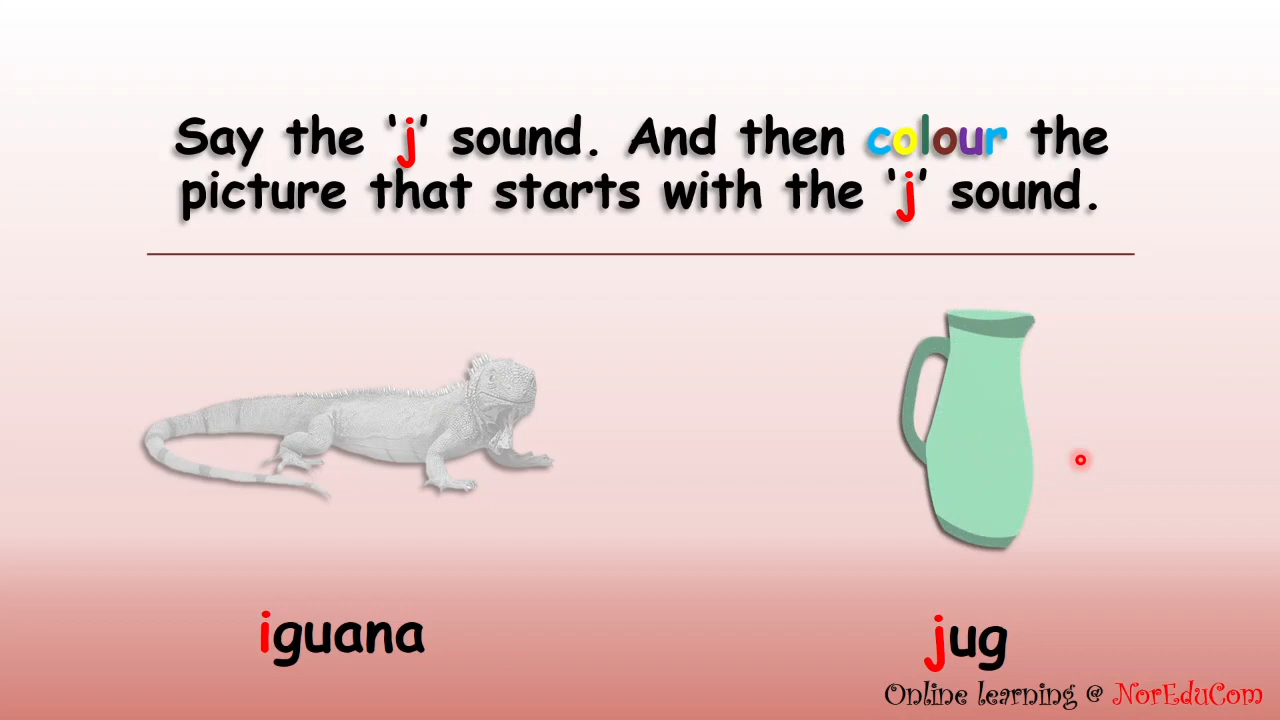 Say the ‘j’ sound. And then colour the
picture that starts with the ‘j’ sound.
iguana
jug
Online learning @ NorEduCom